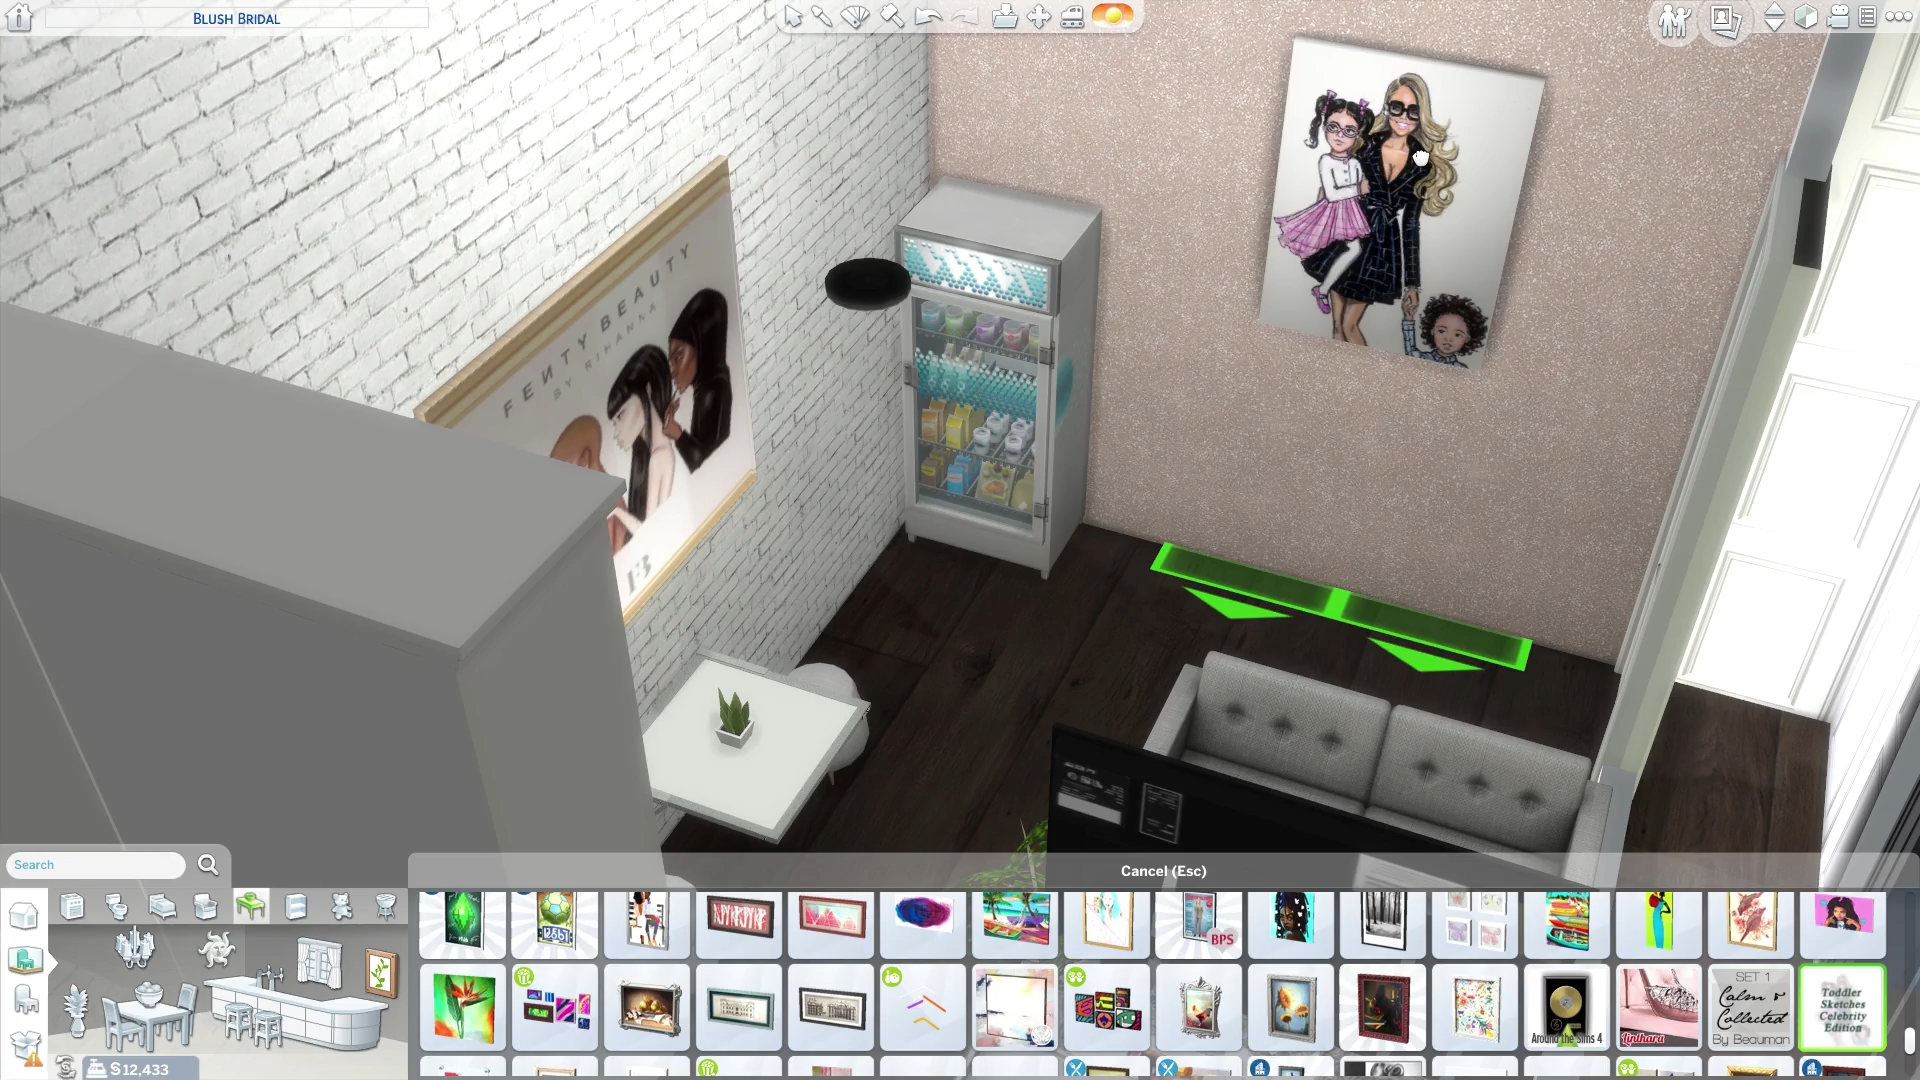 BLUSH BRIDAL
FENTY BEAUTY
BY RIHANNA
Search
Cancel (Esc)
BPS
Around the Sims 4
Linthara
SET 1
Calm &
Collected
By Beauman
Toddler
Sketches
Celebrity
Edition
§12,433